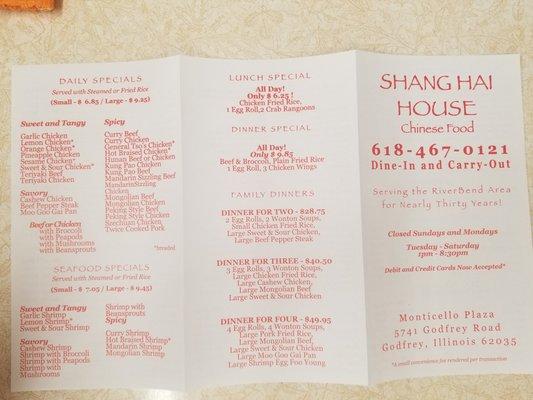 DAILY SPECIALS
Served with Steamed or Fried Rice
(Small - $ 6.85 / Large - $ 9.25)
Sweet and Tangy
Garlic Chicken
Lemon Chicken*
Orange Chicken*
Pineapple Chicken
Sesame Chicken*
Sweet & Sour Chicken*
Teriyaki Beef
Teriyaki Chicken
Savory
Cashew Chicken
Beef Pepper Steak
Moo Goo Gai Pan
Beef or Chicken
with Broccoli
with Peapods
with Mushrooms
with Beansprouts
Spicy
Curry Beef
Curry Chicken
General Tso's Chicken*
Hot Braised Chicken*
Hunan Beef or Chicken
Kung Pao Chicken
Kung Pao Beef
Mandarin Sizzling Beef
MandarinSizzling
Chicken
Mongolian Beef
Mongolian Chicken
Peking Style Beef
Peking Style Chicken
Szechuan Chicken
Twice Cooked Pork
*breaded
SEAFOOD SPECIALS
Served with Steamed or Fried Rice
(Small - $ 7.05 / Large - $ 9.45)
Sweet and Tangy
Garlic Shrimp
Lemon Shrimp*
Sweet & Sour Shrimp
Savory
Cashew Shrimp
Shrimp with Broccoli
Shrimp with Peapods
Shrimp with
Mushrooms
Shrimp with
Beansprouts
Spicy
Curry Shrimp
Hot Braised Shrimp*
Mandarin Shrimp
Mongolian Shrimp
LUNCH SPECIAL
All Day!
Only $ 6.25 !
Chicken Fried Rice,
1 Egg Roll,2 Crab Rangoons
DINNER SPECIAL
All Day!
Only $ 9.85
Beef & Broccoli, Plain Fried Rice
1 Egg Roll, 3 Chicken Wings
FAMILY DINNERS
DINNER FOR TWO - $28.75
2 Egg Rolls, 2 Wonton Soups,
Small Chicken Fried Rice,
Large Sweet & Sour Chicken,
Large Beef Pepper Steak
DINNER FOR THREE - $40.50
3 Egg Rolls, 3 Wonton Soups,
Large Chicken Fried Rice,
Large Cashew Chicken,
Large Mongolian Beef
Large Sweet & Sour Chicken
DINNER FOR FOUR - $49.95
4 Egg Rolls, 4 Wonton Soups,
Large Pork Fried Rice,
Large Mongolian Beef,
Large Sweet & Sour Chicken
Large Moo Goo Gai Pan
Large Shrimp Egg Foo Young
SHANG HAI
HOUSE
Chinese Food
618-467-0121
Dine-In and Carry-Out
Serving the RiverBend Area
for Nearly Thirty Years!
Closed Sundays and Mondays
Tuesday - Saturday
1pm - 8:30pm
Debit and Credit Cards Now Accepted*
Monticello Plaza
5741 Godfrey Road
Godfrey, Illinois 62035
*A small convenience fee rendered per transaction